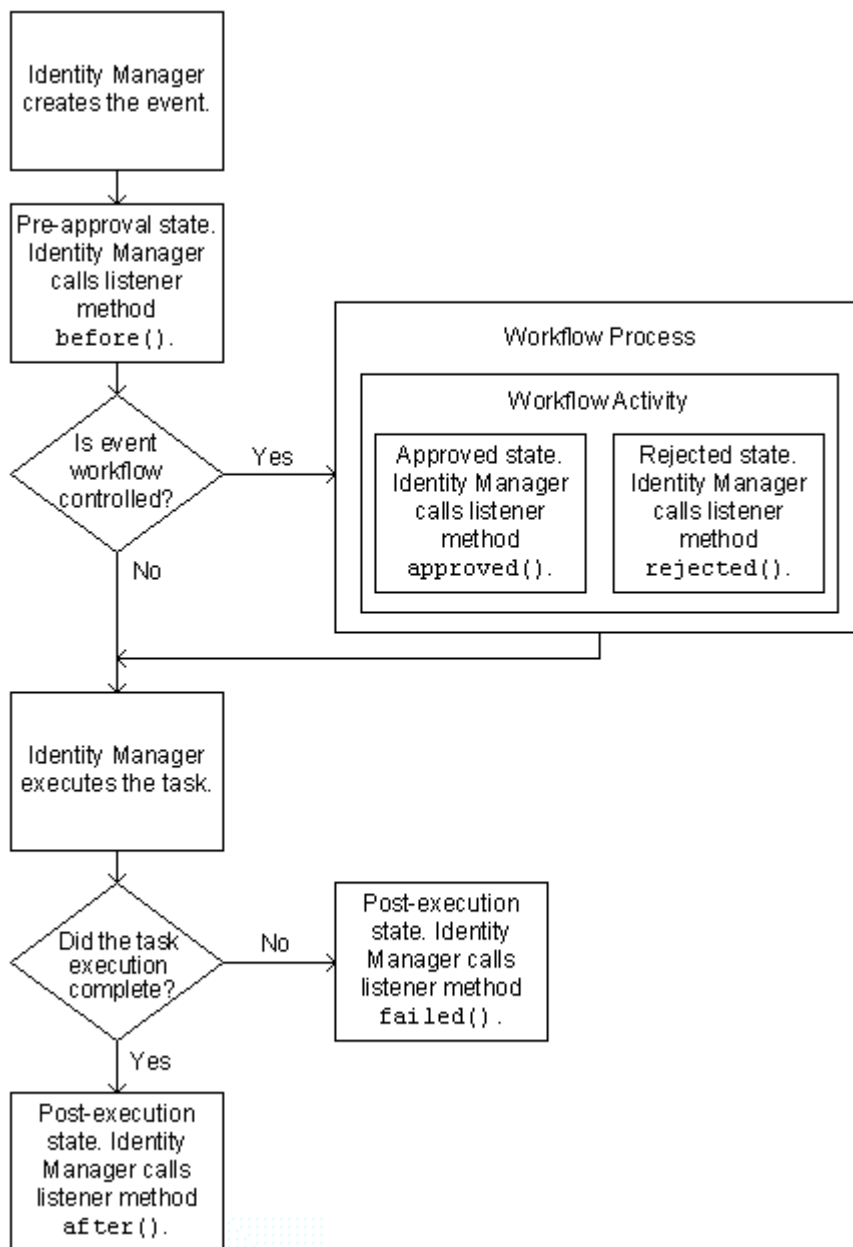 Identity Manager
creates the event.
Pre-approval state.
Identity Manager
calls listener
method
before().
Is event
workflow
controlled?
Yes
No
Workflow Process
Workflow Activity
Approved state.
Identity Manager
calls listener
method
approved().
Rejected state.
Identity Manager
calls listener
method
rejected().
Identity Manager
executes the task.
Did the task
execution
complete?
No
Yes
Post-execution
state. Identity
Manager calls
listener method
failed().
Post-execution
state. Identity
Manager calls
listener method
after().